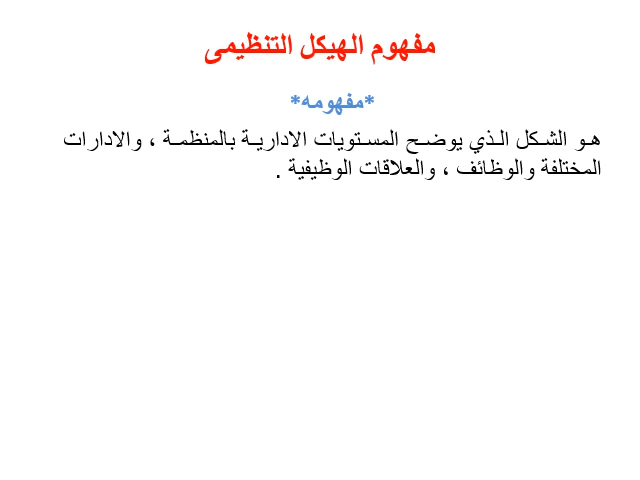 مفهوم الهيكل التنظيمى
*مفهومه*
هو الشكل الذي يوضح المستويات الادارية بالمنظمة ، والادارات
المختلفة والوظائف ، والعلاقات الوظيفية .